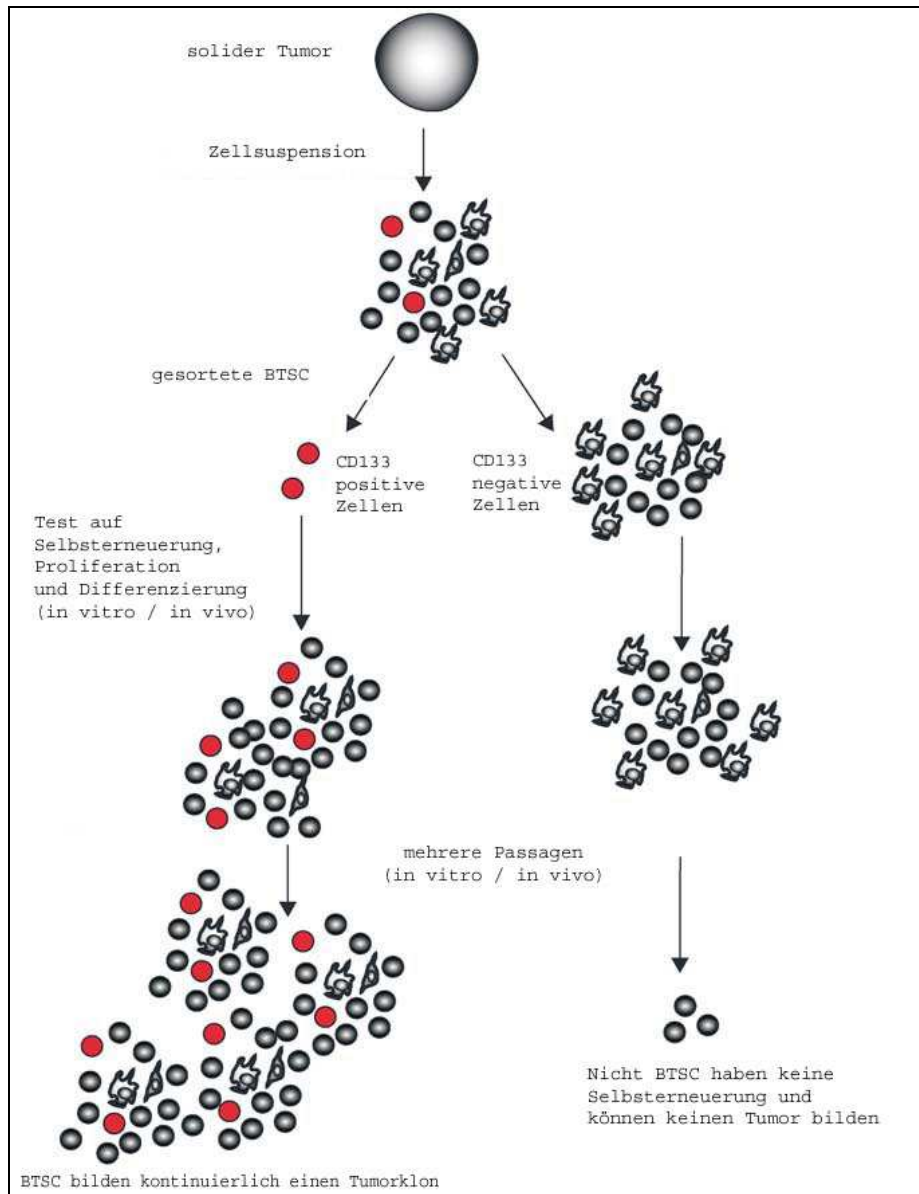 solider Tumor
Zellsuspension
gesortete BTSC
CD133
positive
Zellen
CD133
negative
Zellen
Test auf
Selbsterneuerung,
Proliferation
und Differenzierung
(in vitro / in vivo)
mehrere Passagen
(in vitro / in vivo)
Nicht BTSC haben keine
Selbsterneuerung und
können keinen Tumor bilden
BTSC bilden kontinuierlich einen Tumorklon